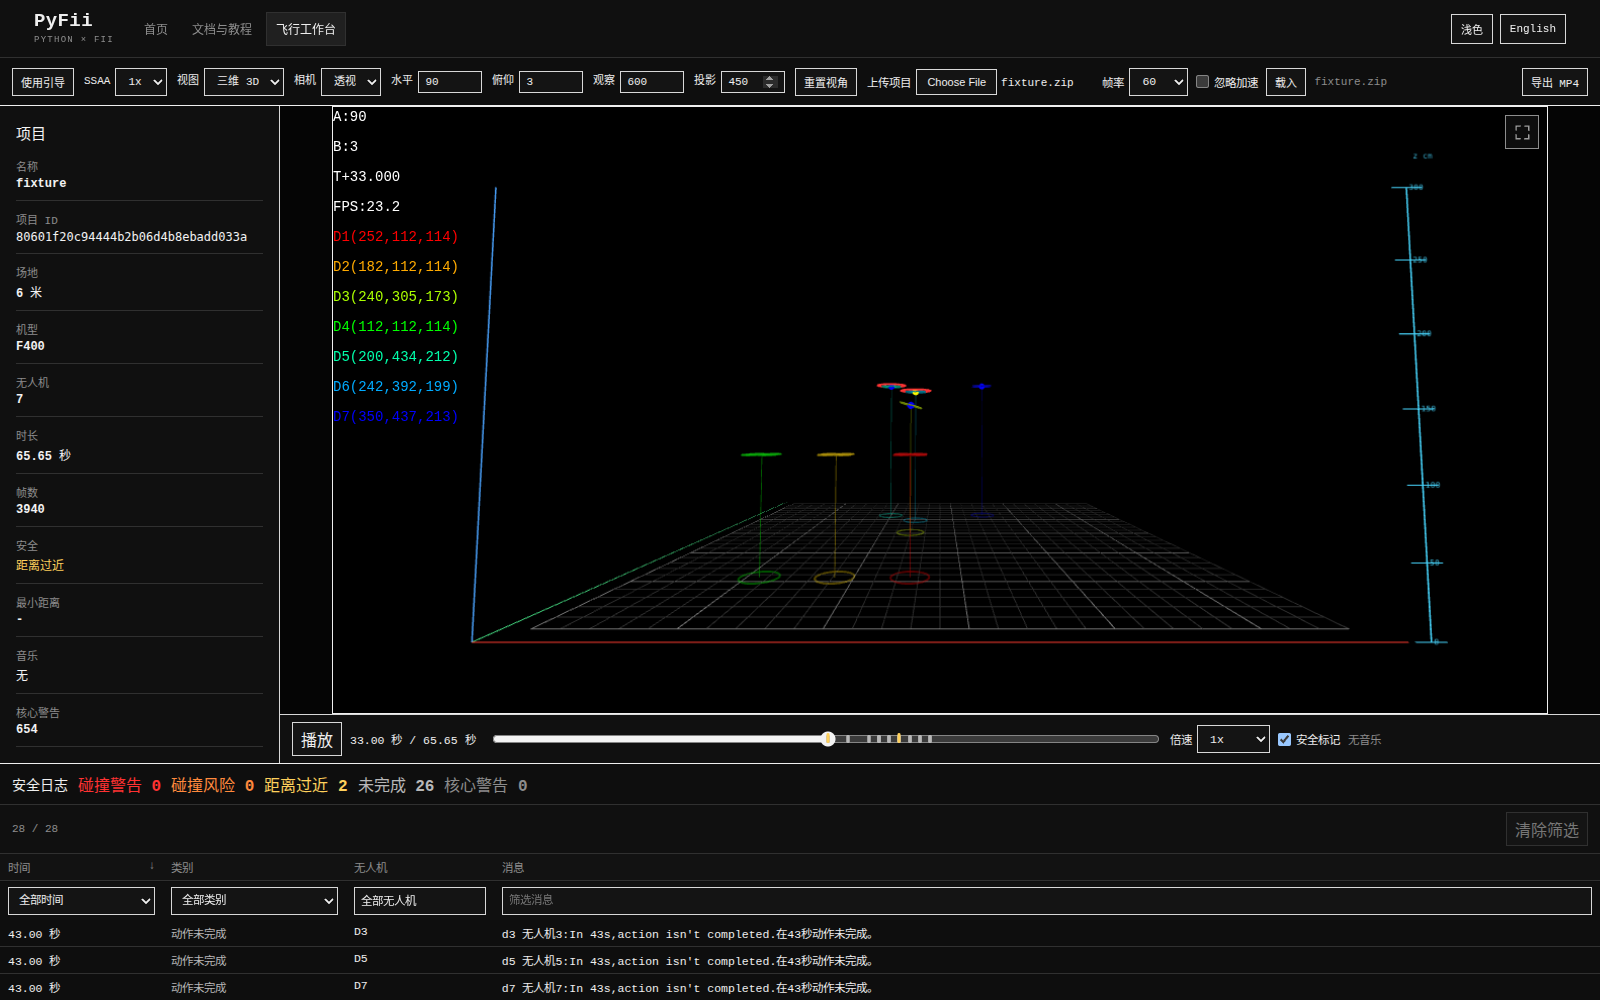 PyFii
PYTHON × FII
首页 文档与教程 飞行工作台
浅色 English
使用引导 SSAA 1x 视图 三维 3D 相机 透视 水平 90 俯仰 3 观察 600 投影 450 重置视角 上传项目 Choose File fixture.zip 帧率 60 忽略加速 载入 fixture.zip 导出 MP4
项目
名称
fixture
项目 ID
80601f20c94444b2b06d4b8ebadd033a
场地
6 米
机型
F400
无人机
7
时长
65.65 秒
帧数
3940
安全
距离过近
最小距离
-
音乐
无
核心警告
654
A:90
B:3
T+33.000
FPS:23.2
D1(252,112,114)
D2(182,112,114)
D3(240,305,173)
D4(112,112,114)
D5(200,434,212)
D6(242,392,199)
D7(350,437,213)
z cm
300
250
200
150
100
50
0
播放 33.00 秒 / 65.65 秒 倍速 1x 安全标记 无音乐
安全日志 碰撞警告 0 碰撞风险 0 距离过近 2 未完成 26 核心警告 0
28 / 28 清除筛选
时间 ↓ 类别 无人机 消息
全部时间 全部类别 全部无人机 筛选消息
43.00 秒 动作未完成 D3 d3 无人机3:In 43s,action isn't completed.在43秒动作未完成。
43.00 秒 动作未完成 D5 d5 无人机5:In 43s,action isn't completed.在43秒动作未完成。
43.00 秒 动作未完成 D7 d7 无人机7:In 43s,action isn't completed.在43秒动作未完成。